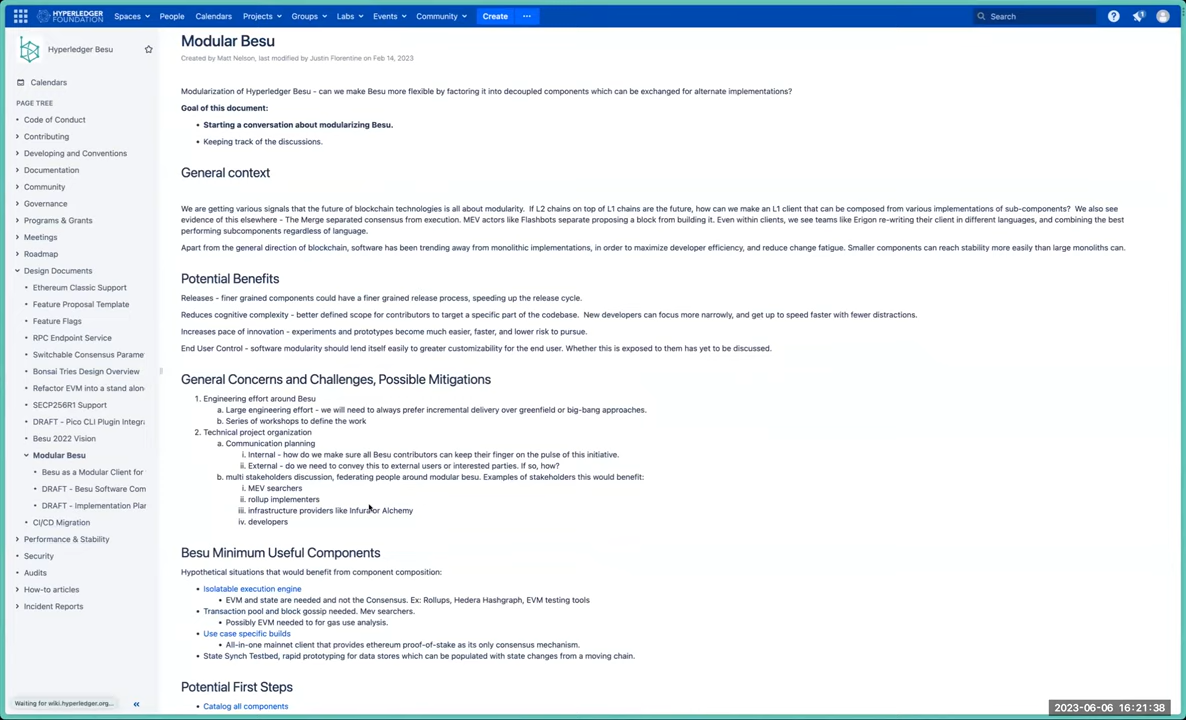 HYPERLEDGER
FOUNDATION
Spaces People Calendars Projects Groups Labs Events Community Create ... Search
Hyperledger Besu
Calendars
PAGE TREE
Code of Conduct
Contributing
Developing and Conventions
Documentation
Community
Governance
Programs & Grants
Meetings
Roadmap
Design Documents
Ethereum Classic Support
Feature Proposal Template
Feature Flags
RPC Endpoint Service
Switchable Consensus Parame
Bonsai Tries Design Overview
Refactor EVM into a stand alon
SECP256R1 Support
DRAFT - Pico CLI Plugin Integra
Besu 2022 Vision
Modular Besu
Besu as a Modular Client for
DRAFT - Besu Software Com
DRAFT - Implementation Plan
CI/CD Migration
Performance & Stability
Security
Audits
How-to articles
Incident Reports
Waiting for wiki.hyperledger.org...
«
Modular Besu
Created by Matt Nelson, last modified by Justin Florentine on Feb 14, 2023
Modularization of Hyperledger Besu - can we make Besu more flexible by factoring it into decoupled components which can be exchanged for alternate implementations?
Goal of this document:
• Starting a conversation about modularizing Besu.
• Keeping track of the discussions.
General context
We are getting various signals that the future of blockchain technologies is all about modularity. If L2 chains on top of L1 chains are the future, how can we make an L1 client that can be composed from various implementations of sub-components? We also see
evidence of this elsewhere - The Merge separated consensus from execution. MEV actors like Flashbots separate proposing a block from building it. Even within clients, we see teams like Erigon re-writing their client in different languages, and combining the best
performing subcomponents regardless of language.
Apart from the general direction of blockchain, software has been trending away from monolithic implementations, in order to maximize developer efficiency, and reduce change fatigue. Smaller components can reach stability more easily than large monoliths can.
Potential Benefits
Releases - finer grained components could have a finer grained release process, speeding up the release cycle.
Reduces cognitive complexity - better defined scope for contributors to target a specific part of the codebase. New developers can focus more narrowly, and get up to speed faster with fewer distractions.
Increases pace of innovation - experiments and prototypes become much easier, faster, and lower risk to pursue.
End User Control - software modularity should lend itself easily to greater customizability for the end user. Whether this is exposed to them has yet to be discussed.
General Concerns and Challenges, Possible Mitigations
1. Engineering effort around Besu
a. Large engineering effort - we will need to always prefer incremental delivery over greenfield or big-bang approaches.
b. Series of workshops to define the work
2. Technical project organization
a. Communication planning
i. Internal - how do we make sure all Besu contributors can keep their finger on the pulse of this initiative.
ii. External - do we need to convey this to external users or interested parties. If so, how?
b. multi stakeholders discussion, federating people around modular besu. Examples of stakeholders this would benefit:
i. MEV searchers
ii. rollup implementers
iii. infrastructure providers like Infura or Alchemy
iv. developers
Besu Minimum Useful Components
Hypothetical situations that would benefit from component composition:
• Isolatable execution engine
• EVM and state are needed and not the Consensus. Ex: Rollups, Hedera Hashgraph, EVM testing tools
• Transaction pool and block gossip needed. Mev searchers.
• Possibly EVM needed to for gas use analysis.
• Use case specific builds
• All-in-one mainnet client that provides ethereum proof-of-stake as its only consensus mechanism.
• State Synch Testbed, rapid prototyping for data stores which can be populated with state changes from a moving chain.
Potential First Steps
• Catalog all components
2023-06-06 16:21:38